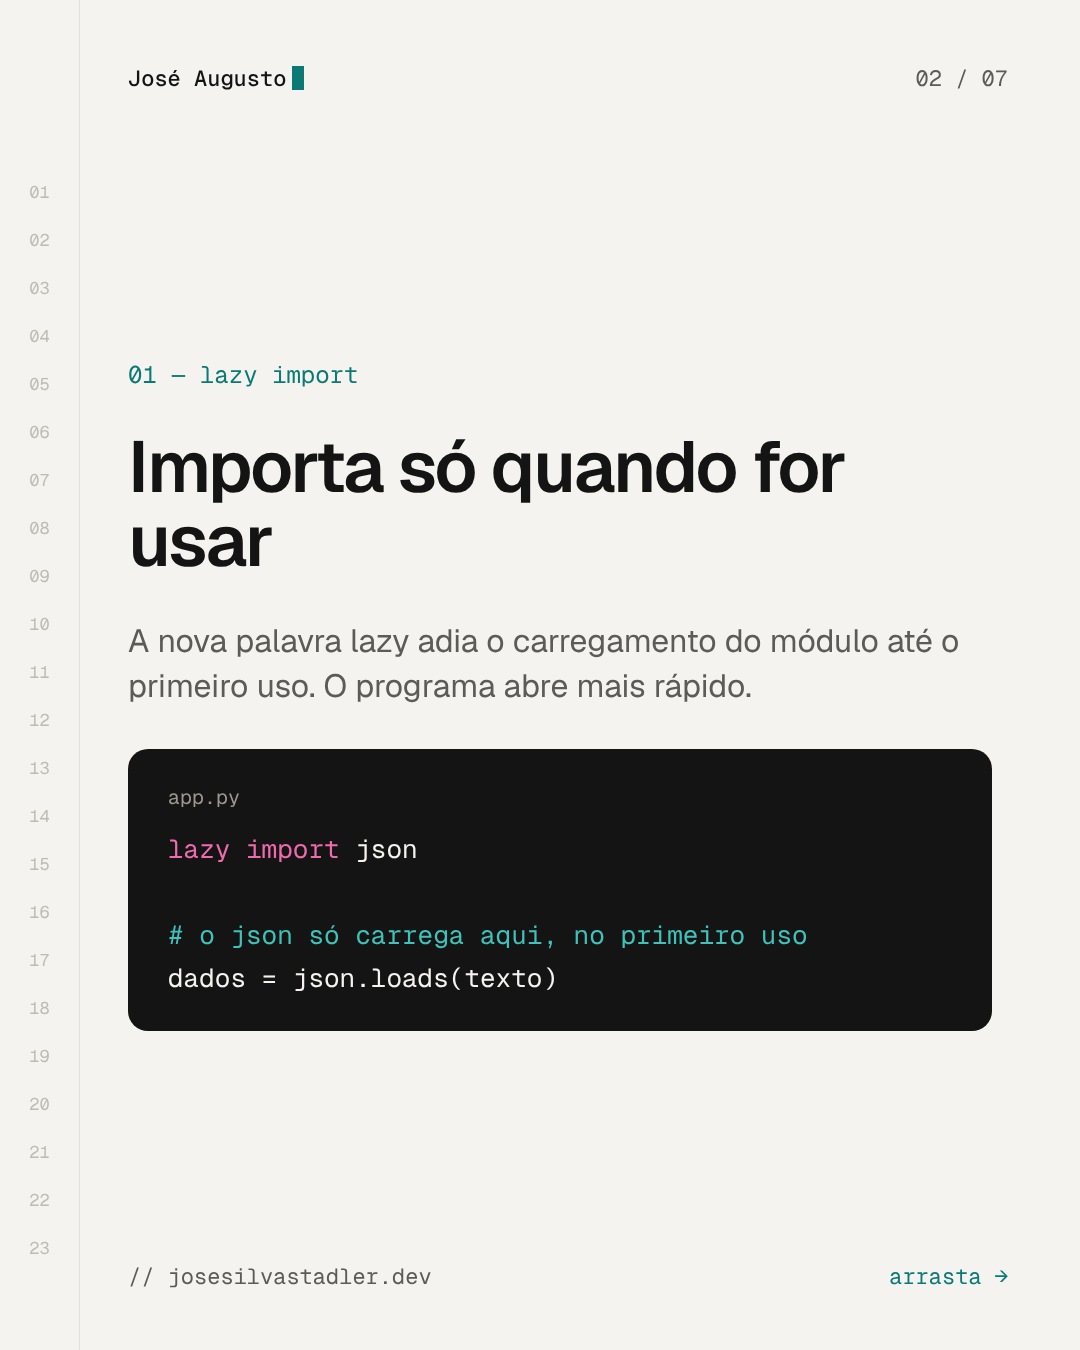 José Augusto
02 / 07
01
02
03
04
05
06
07
08
09
10
11
12
13
14
15
16
17
18
19
20
21
22
23
01 — lazy import
Importa só quando for
usar
A nova palavra lazy adia o carregamento do módulo até o
primeiro uso. O programa abre mais rápido.
app.py
lazy import json
# o json só carrega aqui, no primeiro uso
dados = json.loads(texto)
// josesilvastadler.dev
arrasta →